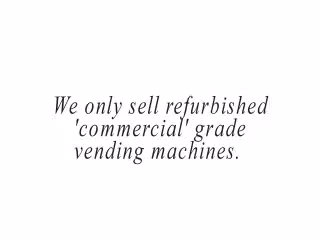 We only sell refurbished
'commercial' grade
vending machines.